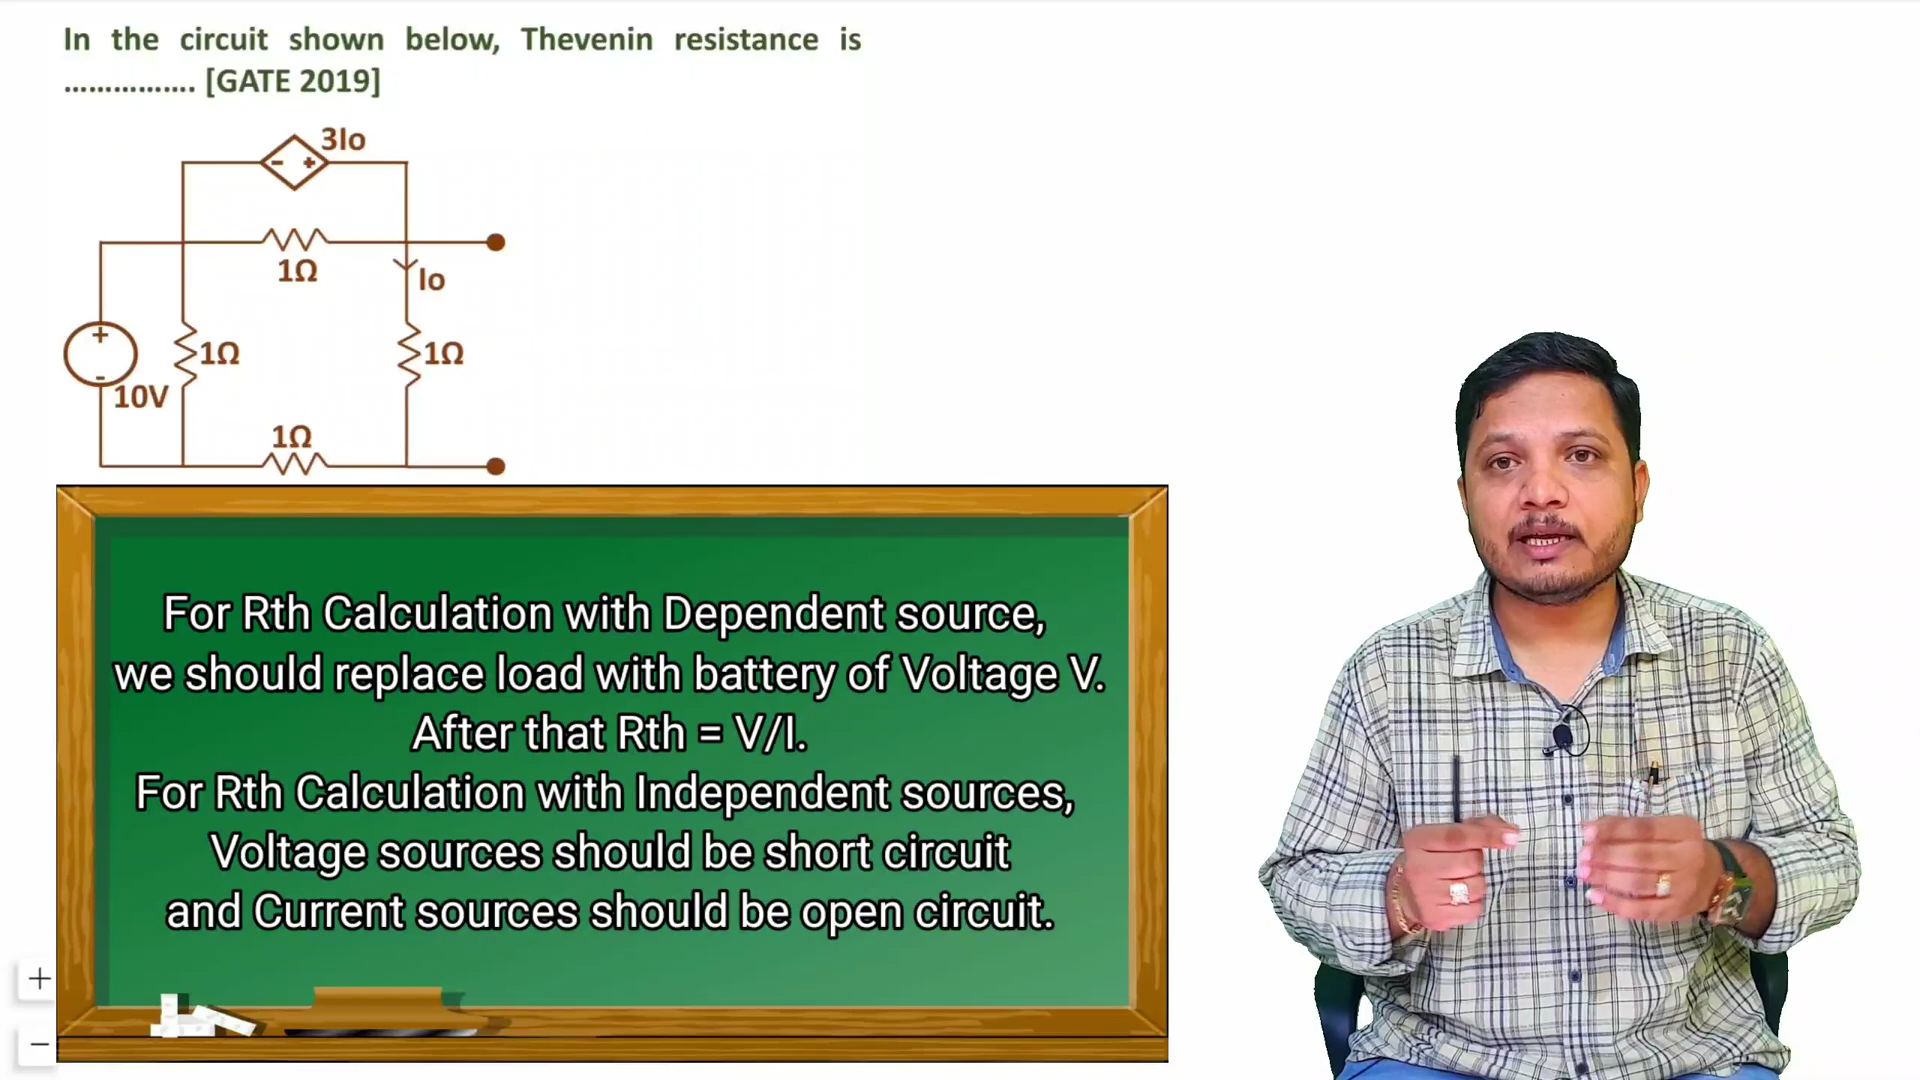 In the circuit shown below, Thevenin resistance is
................ [GATE 2019]
3Io
- +
1Ω
Io
+
1Ω
1Ω
-
10V
1Ω
For Rth Calculation with Dependent source,
we should replace load with battery of Voltage V.
After that Rth = V/I.
For Rth Calculation with Independent sources,
Voltage sources should be short circuit
and Current sources should be open circuit.
+
−